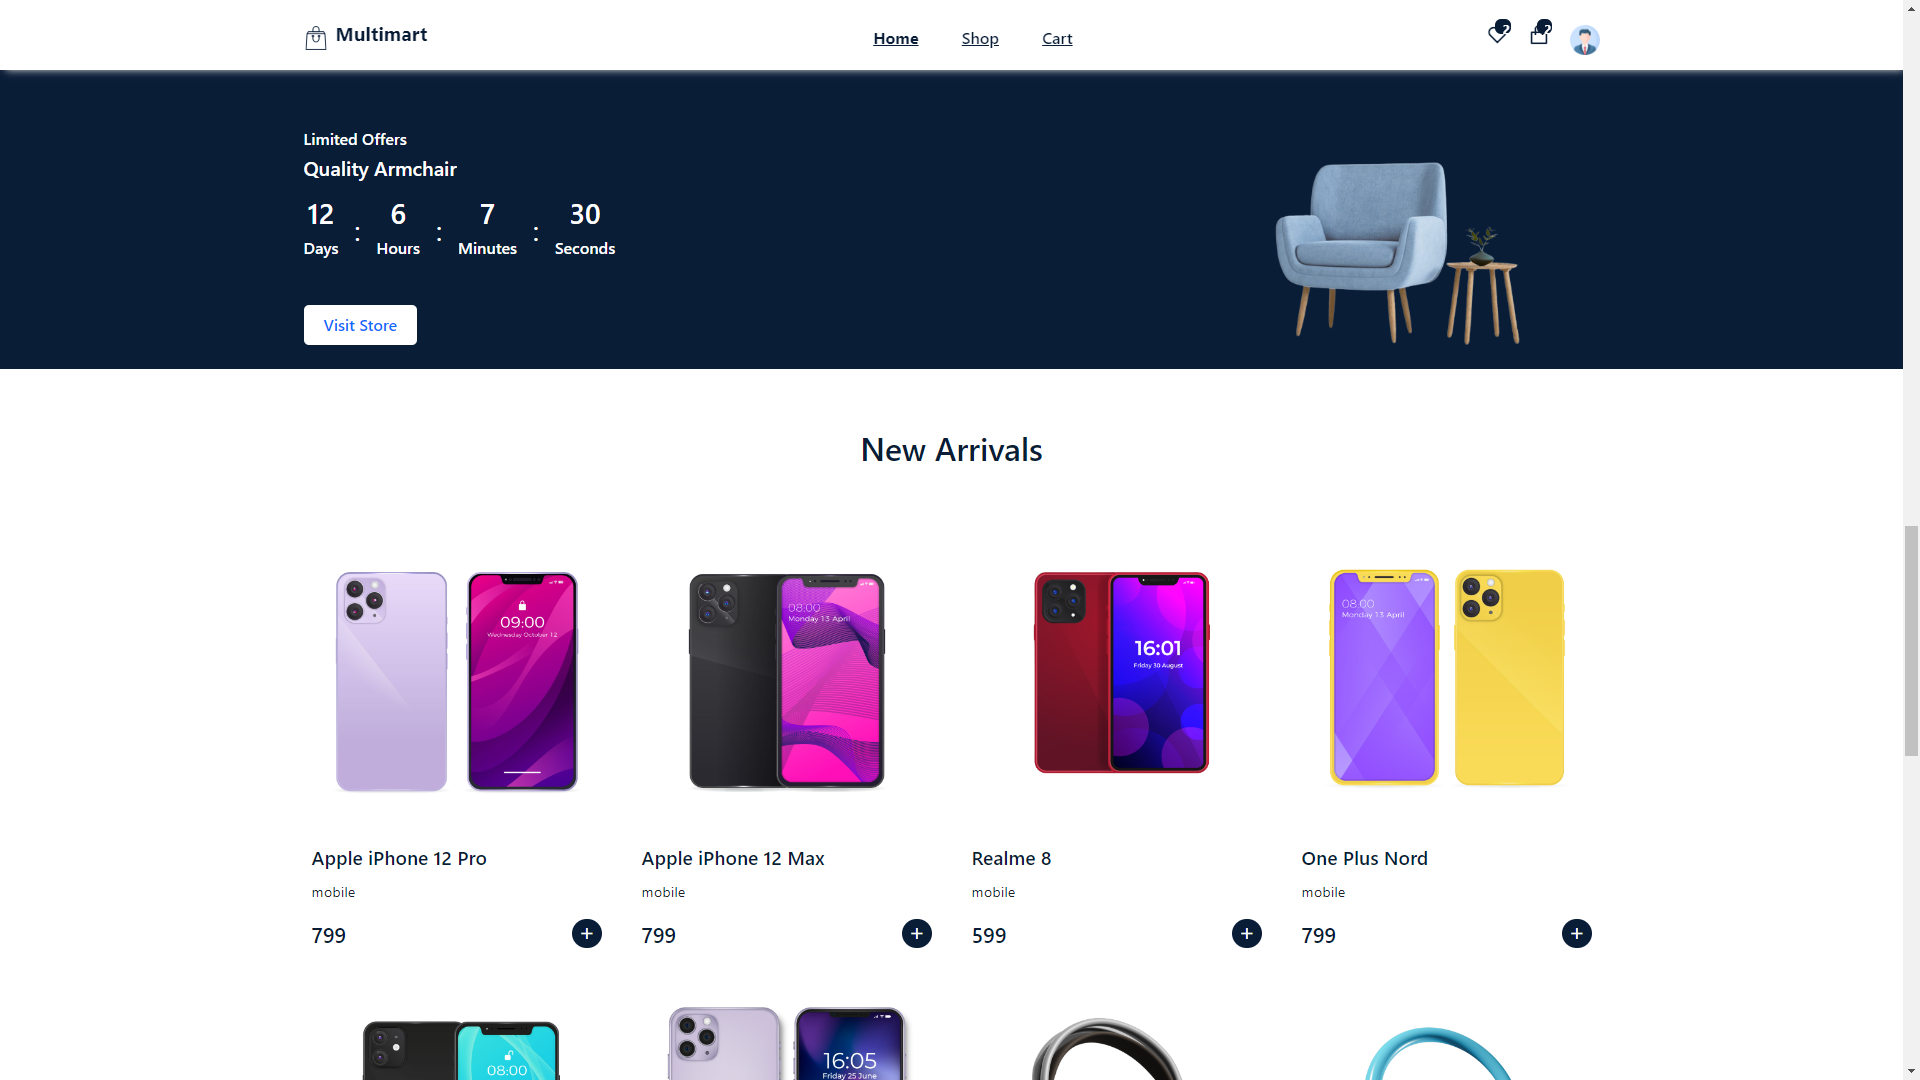 Multimart
Home Shop Cart
Limited Offers
Quality Armchair
12 : 6 : 7 : 30
Days Hours Minutes Seconds
Visit Store
New Arrivals
09:00
Wednesday October 12
08:00
Monday 13 April
16:01
Friday 30 August
08:00
Monday 13 April
Apple iPhone 12 Pro
mobile
799 +
Apple iPhone 12 Max
mobile
799 +
Realme 8
mobile
599 +
One Plus Nord
mobile
799 +
08:00
16:05
Friday 25 June